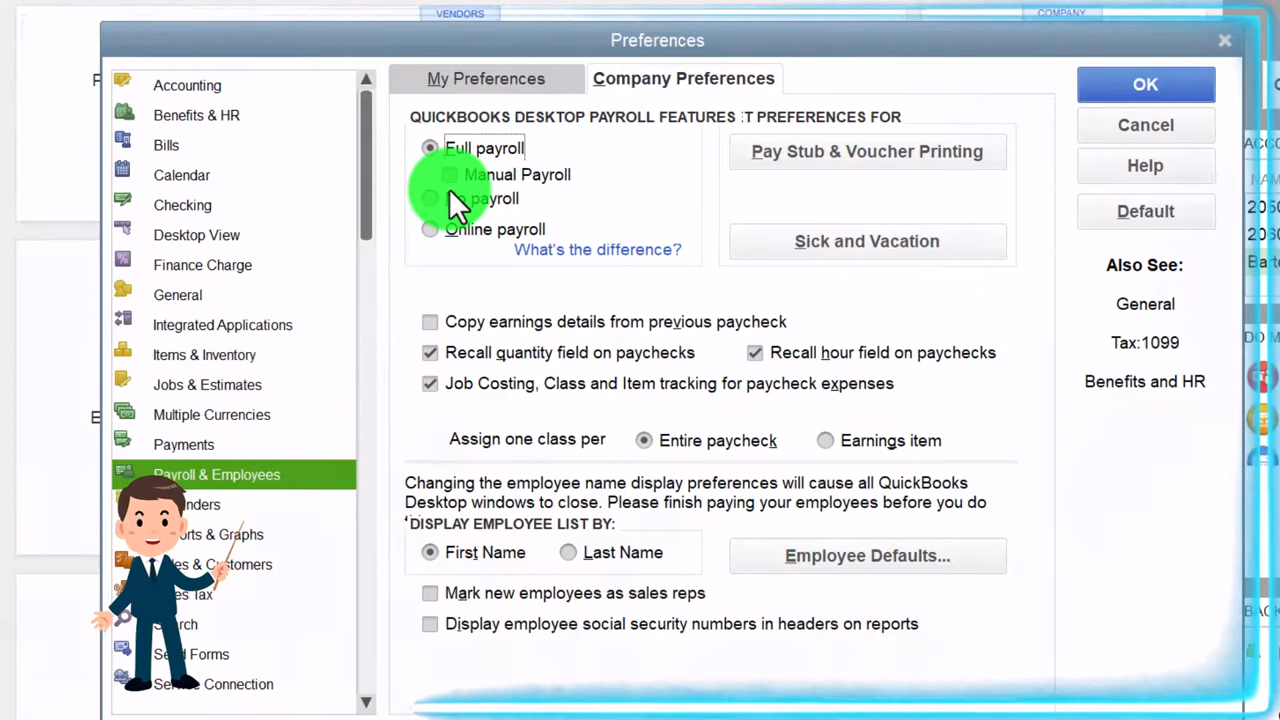 VENDORS
COMPANY
Preferences
Accounting
Benefits & HR
Bills
Calendar
Checking
Desktop View
Finance Charge
General
Integrated Applications
Items & Inventory
Jobs & Estimates
Multiple Currencies
Payments
Payroll & Employees
nders
rts & Graphs
es & Customers
es Tax
rch
Send Forms
Service Connection
My Preferences
Company Preferences
QUICKBOOKS DESKTOP PAYROLL FEATURES
:T PREFERENCES FOR
Full payroll
Manual Payroll
payroll
Online payroll
What's the difference?
Pay Stub & Voucher Printing
Sick and Vacation
Copy earnings details from previous paycheck
Recall quantity field on paychecks
Recall hour field on paychecks
Job Costing, Class and Item tracking for paycheck expenses
Assign one class per
Entire paycheck
Earnings item
Changing the employee name display preferences will cause all QuickBooks
Desktop windows to close. Please finish paying your employees before you do
DISPLAY EMPLOYEE LIST BY:
First Name
Last Name
Employee Defaults...
Mark new employees as sales reps
Display employee social security numbers in headers on reports
OK
Cancel
Help
Default
Also See:
General
Tax:1099
Benefits and HR
ACCO
Barte
DO M
BACK